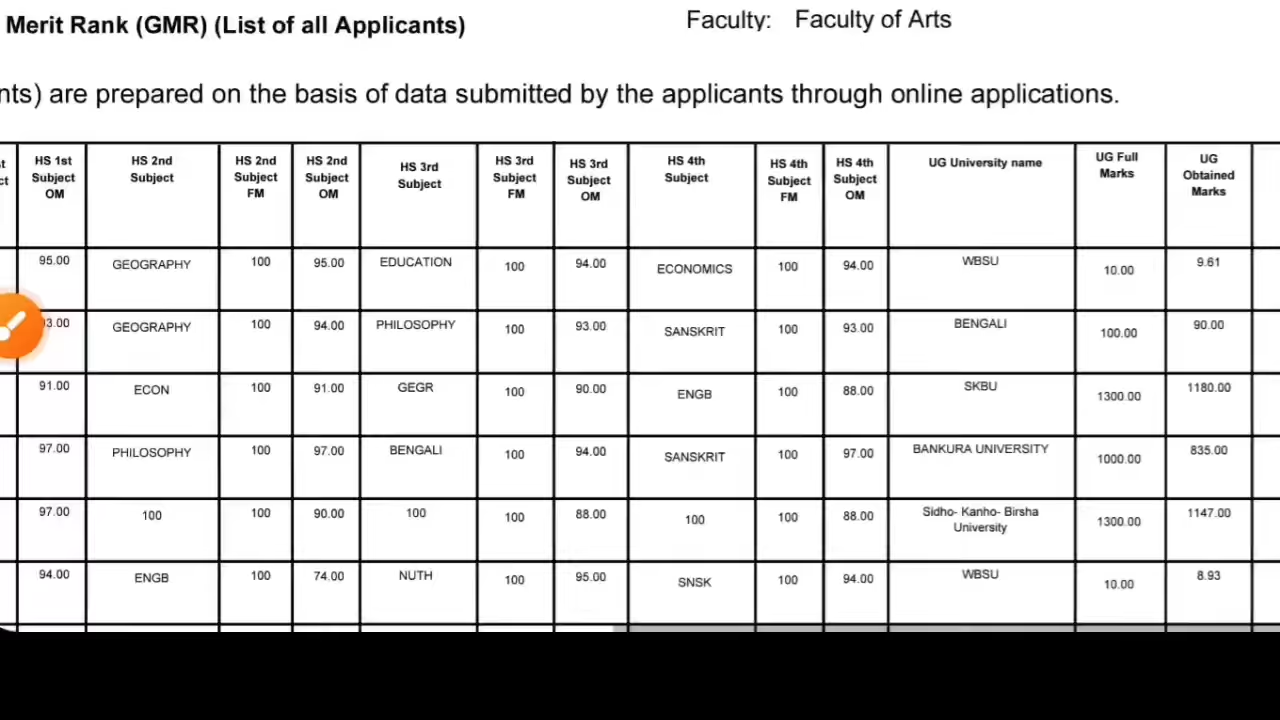 Merit Rank (GMR) (List of all Applicants)
Faculty: Faculty of Arts
nts) are prepared on the basis of data submitted by the applicants through online applications.
HS 1st Subject OM HS 2nd Subject HS 2nd Subject FM HS 2nd Subject OM HS 3rd Subject HS 3rd Subject FM HS 3rd Subject OM HS 4th Subject HS 4th Subject FM HS 4th Subject OM UG University name UG Full Marks UG Obtained Marks
95.00 GEOGRAPHY 100 95.00 EDUCATION 100 94.00 ECONOMICS 100 94.00 WBSU 10.00 9.61
3.00 GEOGRAPHY 100 94.00 PHILOSOPHY 100 93.00 SANSKRIT 100 93.00 BENGALI 100.00 90.00
91.00 ECON 100 91.00 GEGR 100 90.00 ENGB 100 88.00 SKBU 1300.00 1180.00
97.00 PHILOSOPHY 100 97.00 BENGALI 100 94.00 SANSKRIT 100 97.00 BANKURA UNIVERSITY 1000.00 835.00
97.00 100 100 90.00 100 100 88.00 100 100 88.00 Sidho- Kanho- Birsha University 1300.00 1147.00
94.00 ENGB 100 74.00 NUTH 100 95.00 SNSK 100 94.00 WBSU 10.00 8.93